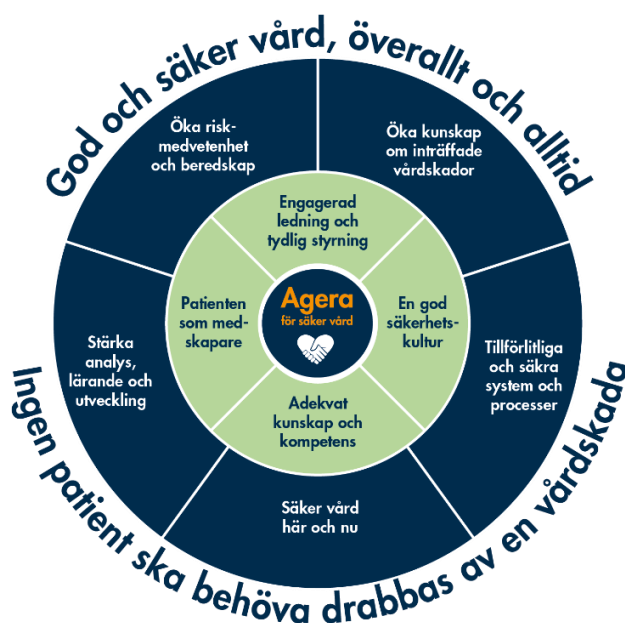 God och säker vård, överallt och alltid
Öka risk-
medvetenhet
och beredskap
Öka kunskap
om inträffade
vårdskador
Engagerad
ledning och
tydlig styrning
Patienten
som med-
skapare
Agera
för säker vård
En god
säkerhets-
kultur
Stärka
analys,
lärande och
utveckling
Tillförlitliga
och säkra
system och
processer
Adekvat
kunskap och
kompetens
Säker vård
här och nu
Ingen patient ska behöva drabbas av en vårdskada